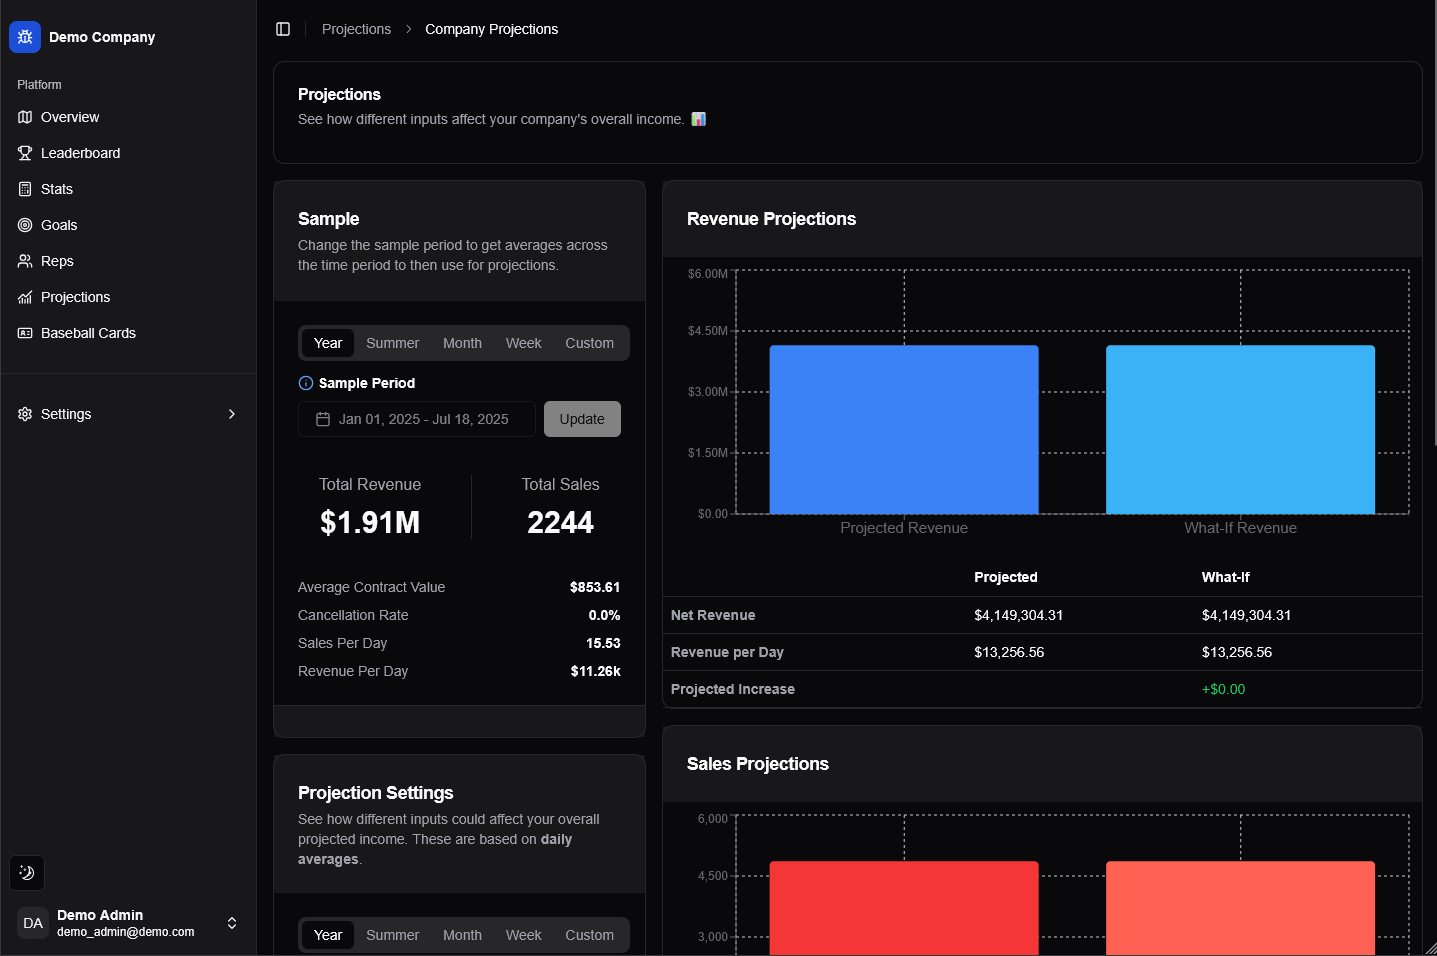 Demo Company
Platform
Overview
Leaderboard
Stats
Goals
Reps
Projections
Baseball Cards
Settings
DA
Demo Admin
demo_admin@demo.com
Projections
Company Projections
Projections
See how different inputs affect your company's overall income. 📊
Sample
Change the sample period to get averages across
the time period to then use for projections.
Year Summer Month Week Custom
Sample Period
Jan 01, 2025 - Jul 18, 2025
Update
Total Revenue
$1.91M
Total Sales
2244
Average Contract Value $853.61
Cancellation Rate 0.0%
Sales Per Day 15.53
Revenue Per Day $11.26k
Projection Settings
See how different inputs could affect your overall
projected income. These are based on daily
averages.
Year Summer Month Week Custom
Revenue Projections
$6.00M
$4.50M
$3.00M
$1.50M
$0.00
Projected Revenue What-If Revenue
Projected What-If
Net Revenue $4,149,304.31 $4,149,304.31
Revenue per Day $13,256.56 $13,256.56
Projected Increase +$0.00
Sales Projections
6,000
4,500
3,000